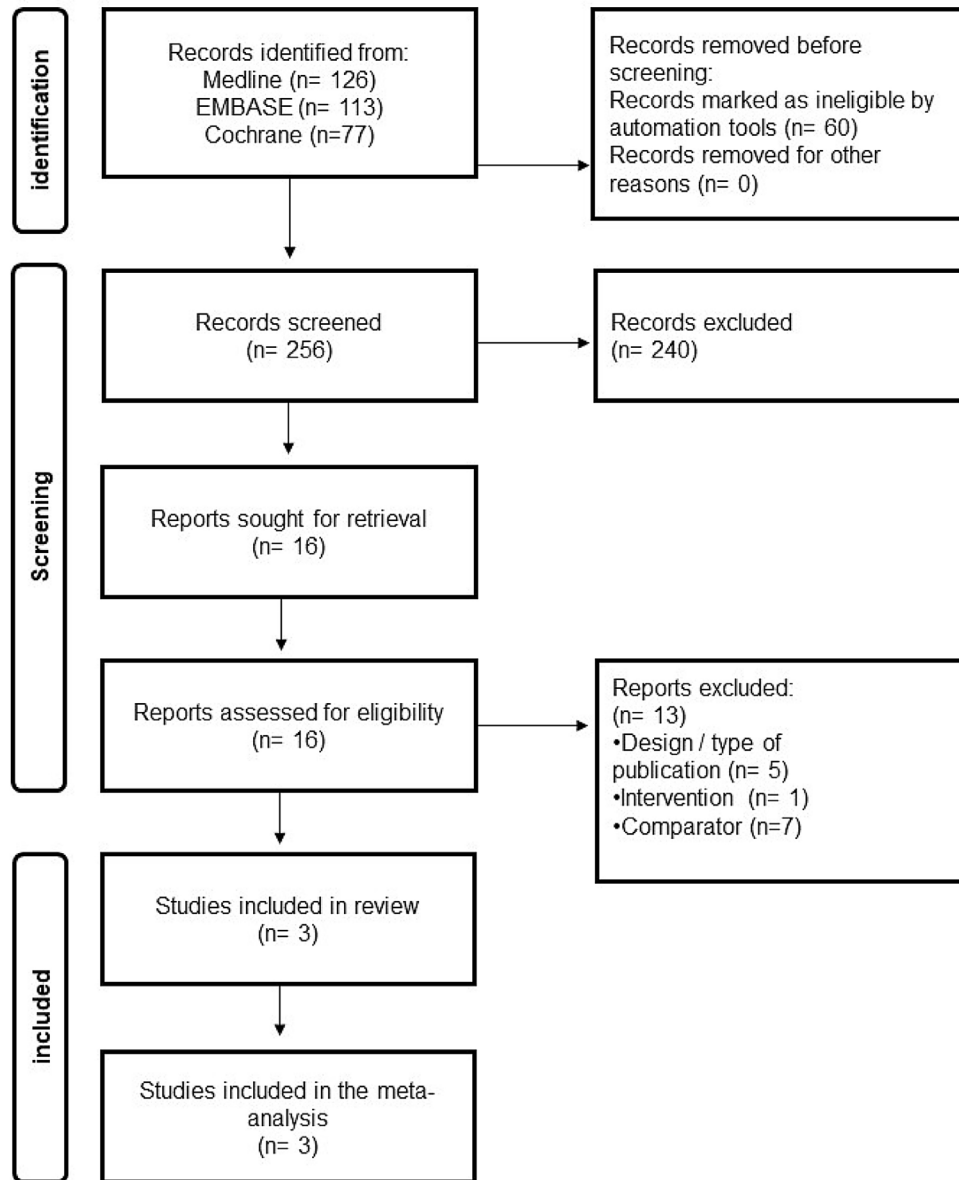 identification
Records identified from:
Medline (n= 126)
EMBASE (n= 113)
Cochrane (n=77)
Records removed before
screening:
Records marked as ineligible by
automation tools (n= 60)
Records removed for other
reasons (n= 0)
Screening
Records screened
(n= 256)
Records excluded
(n= 240)
Reports sought for retrieval
(n= 16)
Reports assessed for eligibility
(n= 16)
Reports excluded:
(n= 13)
•Design / type of
publication (n= 5)
•Intervention (n= 1)
•Comparator (n=7)
included
Studies included in review
(n= 3)
Studies included in the meta-
analysis
(n= 3)